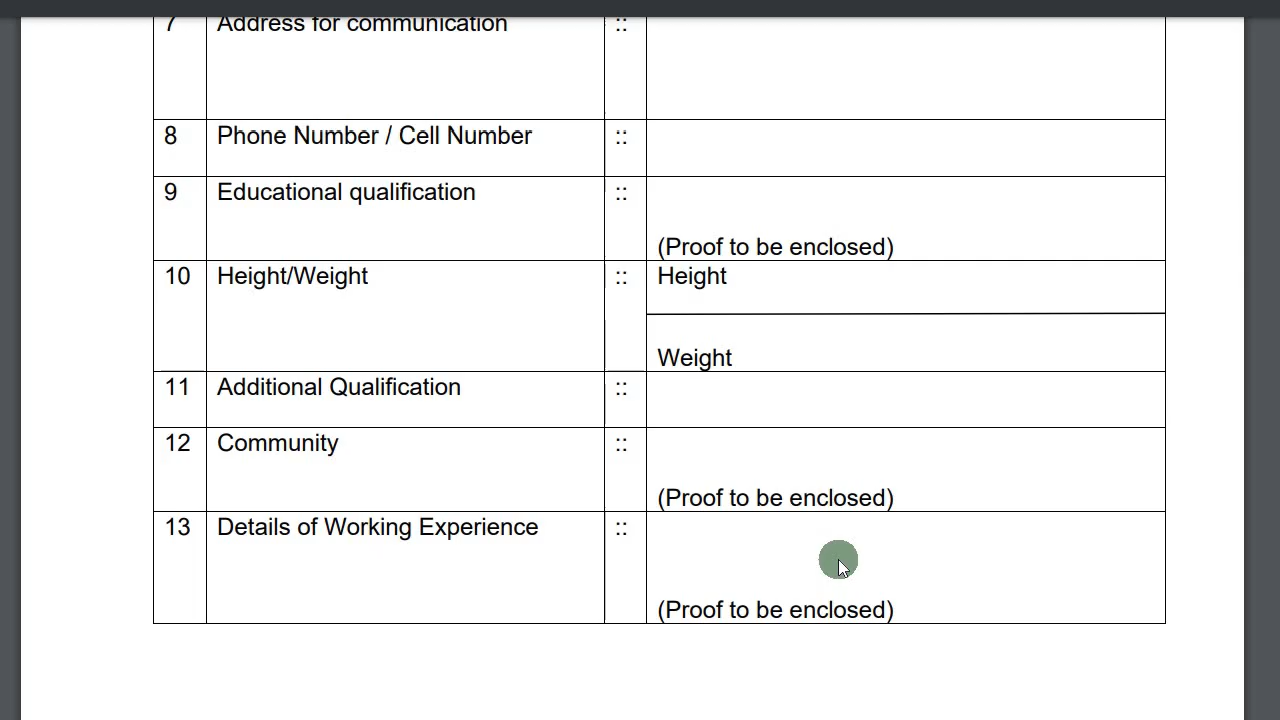 7 Address for communication ::
8 Phone Number / Cell Number ::
9 Educational qualification ::
(Proof to be enclosed)
10 Height/Weight :: Height
Weight
11 Additional Qualification ::
12 Community ::
(Proof to be enclosed)
13 Details of Working Experience ::
(Proof to be enclosed)